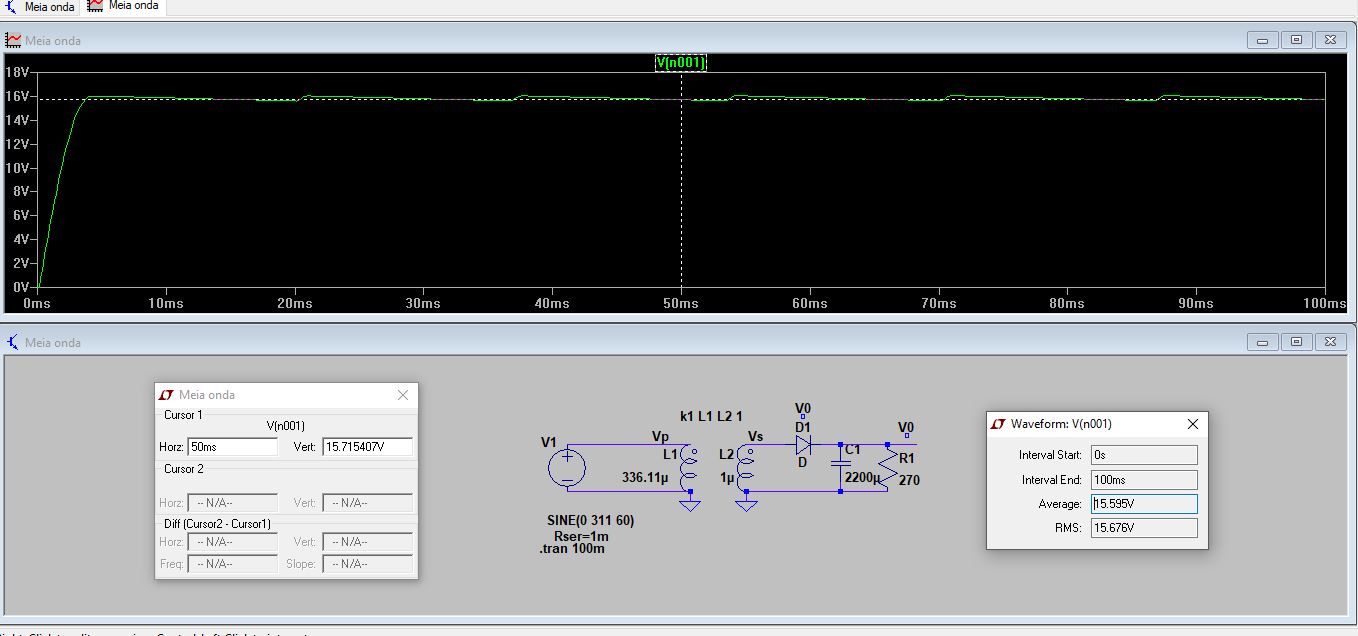 Meia onda Meia onda
Meia onda
V(n001)
18V
16V
14V
12V
10V
8V
6V
4V
2V
0V
0ms 10ms 20ms 30ms 40ms 50ms 60ms 70ms 80ms 90ms 100ms
Meia onda
Meia onda
Cursor 1
V(n001)
Horz: 50ms Vert: 15.715407V
Cursor 2
Horz: -- N/A-- Vert: -- N/A--
Diff (Cursor2 - Cursor1)
Horz: -- N/A-- Vert: -- N/A--
Freq: -- N/A-- Slope: -- N/A--
k1 L1 L2 1
V1
Vp
L1
336.11µ
Vs
L2
1µ
V0
D1
D
C1
2200µ
V0
R1
270
SINE(0 311 60)
Rser=1m
.tran 100m
Waveform: V(n001)
Interval Start: 0s
Interval End: 100ms
Average: 15.595V
RMS: 15.676V